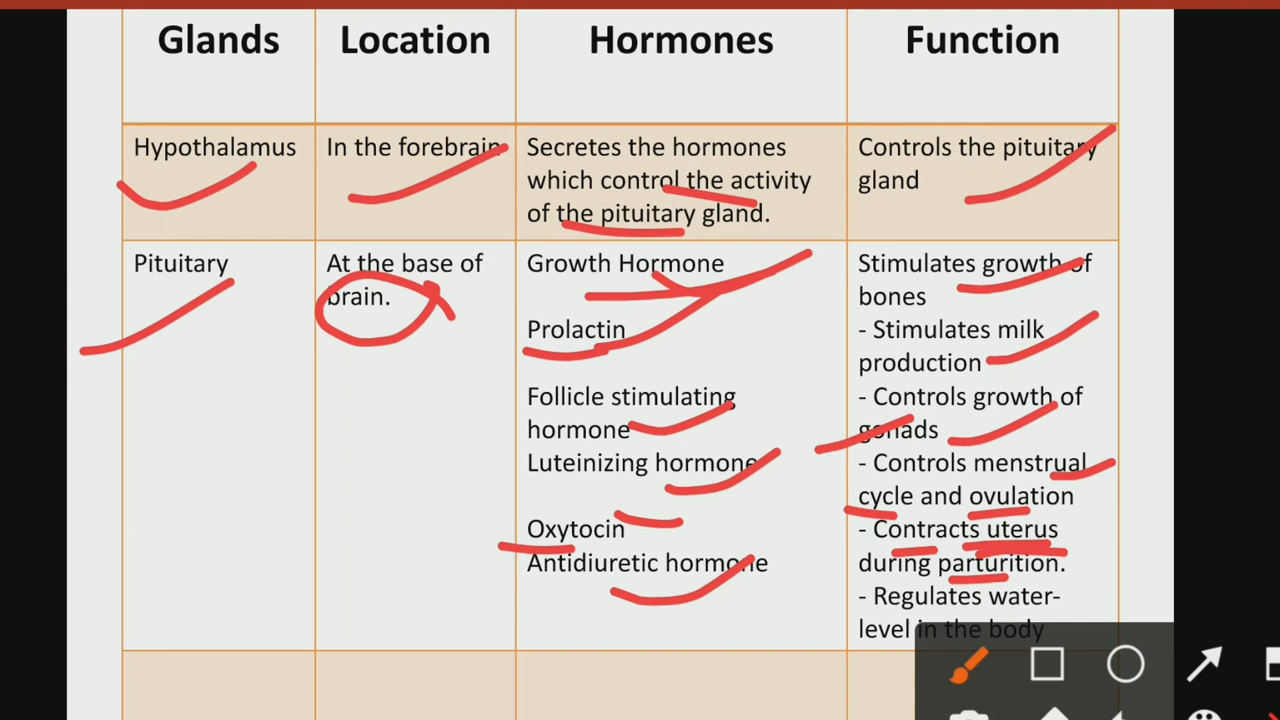 Glands
Location
Hormones
Function
Hypothalamus
In the forebrain
Secretes the hormones
which control the activity
of the pituitary gland.
Controls the pituitary
gland
Pituitary
At the base of
brain.
Growth Hormone
Prolactin
Follicle stimulating
hormone
Luteinizing hormone
Oxytocin
Antidiuretic hormone
Stimulates growth of
bones
- Stimulates milk
production
- Controls growth of
gonads
- Controls menstrual
cycle and ovulation
- Contracts uterus
during parturition.
- Regulates water-
level in the body